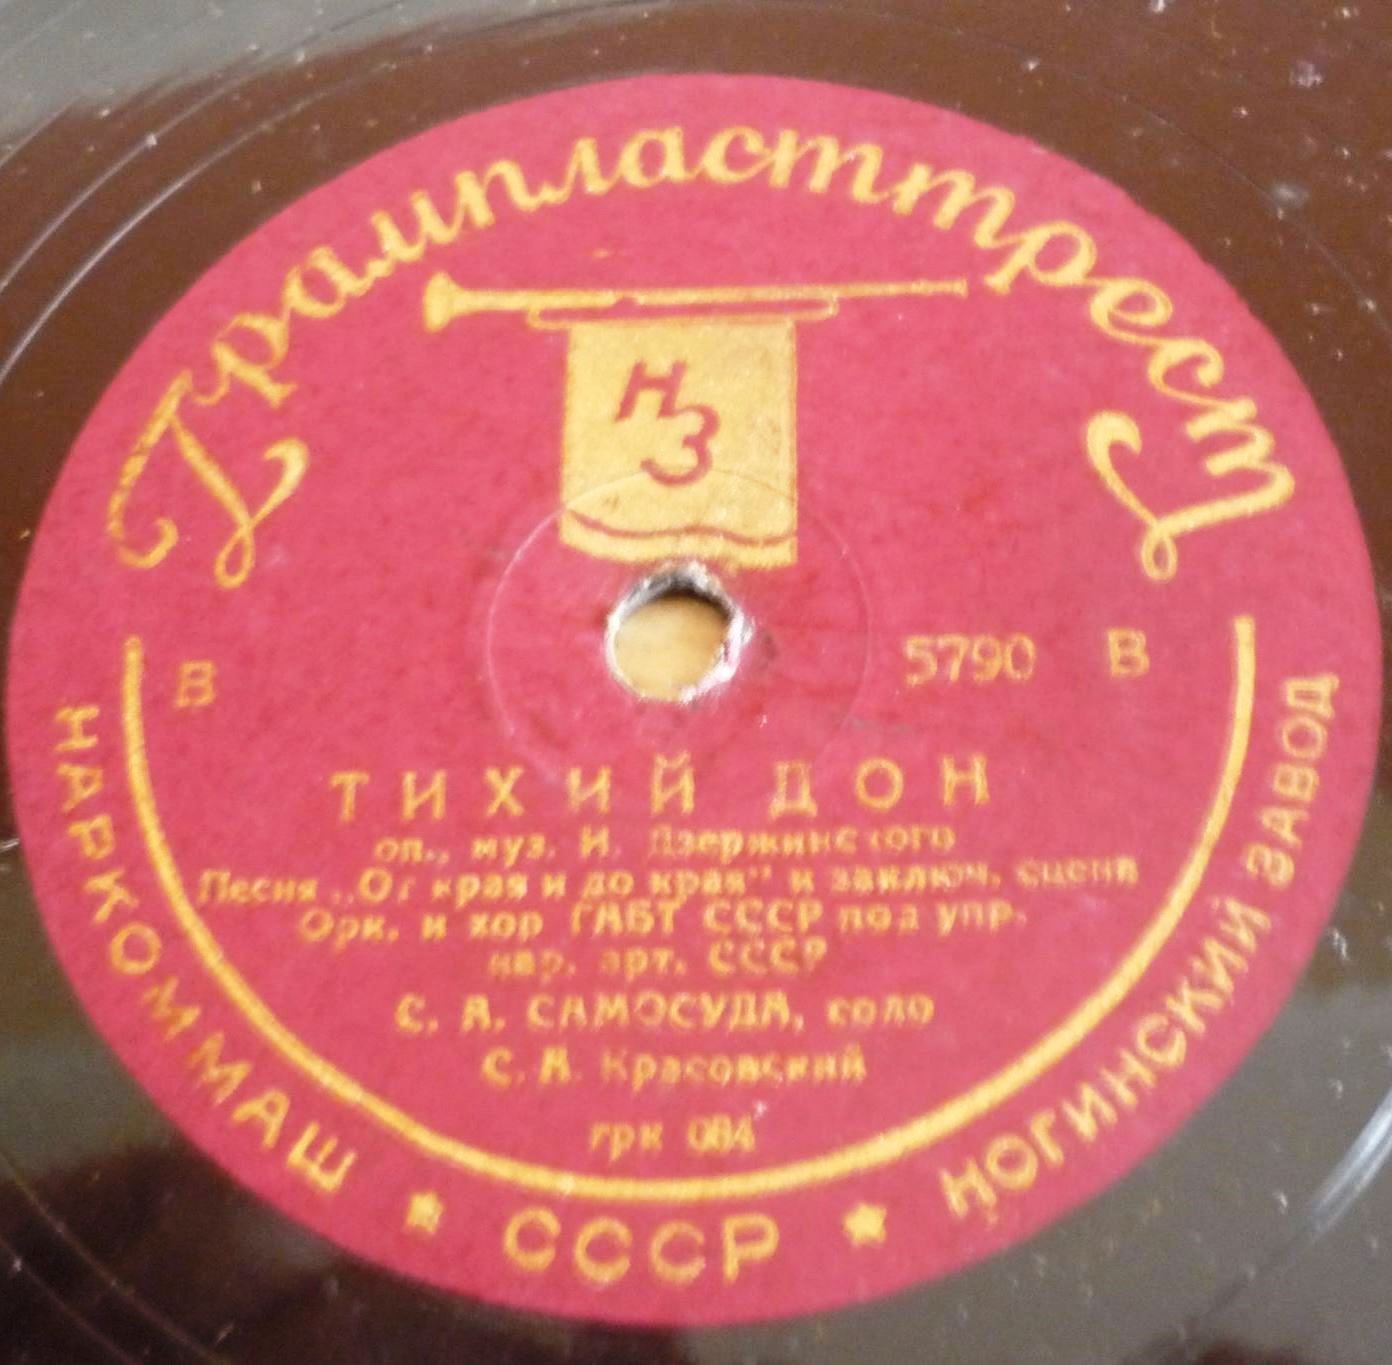 Грампласттрест
НЗ
В 5790 В
ТИХИЙ ДОН
оп., муз. И. Дзержинского
Песня „От края и до края" и заключ. сцена
Орк. и хор ГАБТ СССР под упр.
нар. арт. СССР
С. А. САМОСУДА, соло
С. А. Красовский
грк 084
НАРКОММАШ ★ СССР ★ НОГИНСКИЙ ЗАВОД